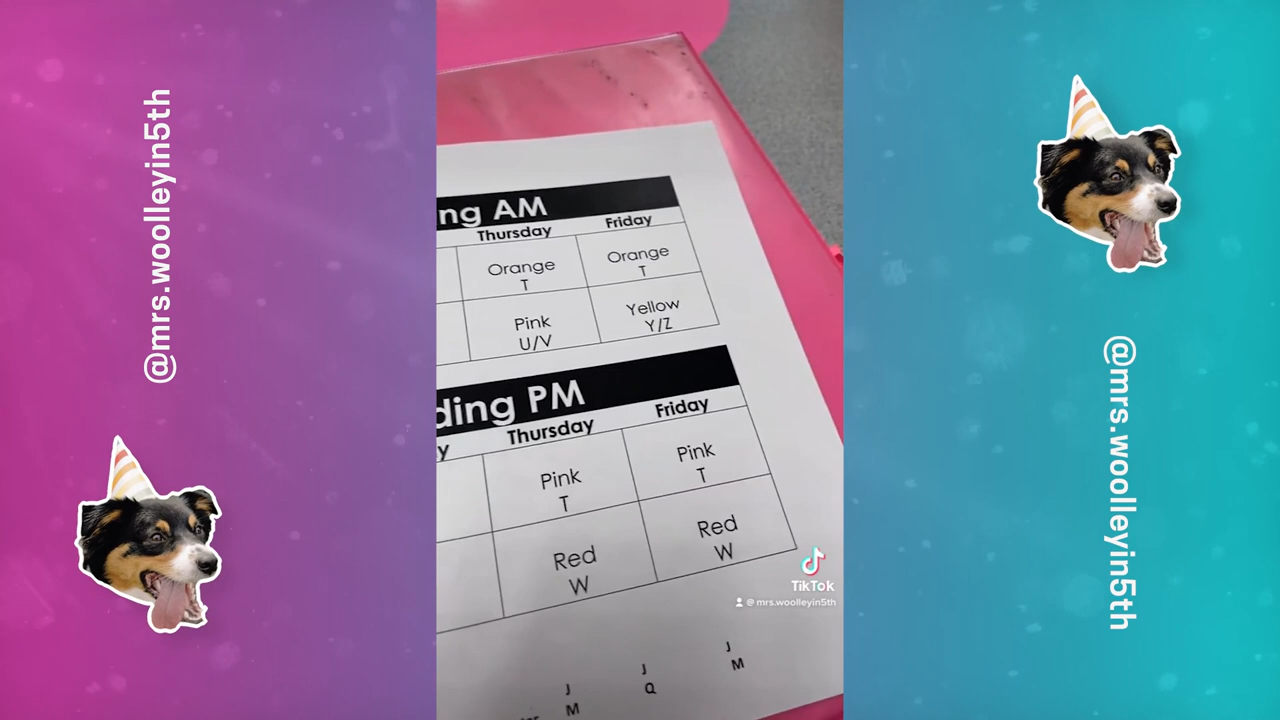 @mrs.woolleyin5th
ng AM
Thursday Friday
Orange Orange
T T
Pink Yellow
U/V Y/Z
ding PM
y Thursday Friday
Pink Pink
T T
Red Red
W W
J J J
M Q M
TikTok
@mrs.woolleyin5th
@mrs.woolleyin5th